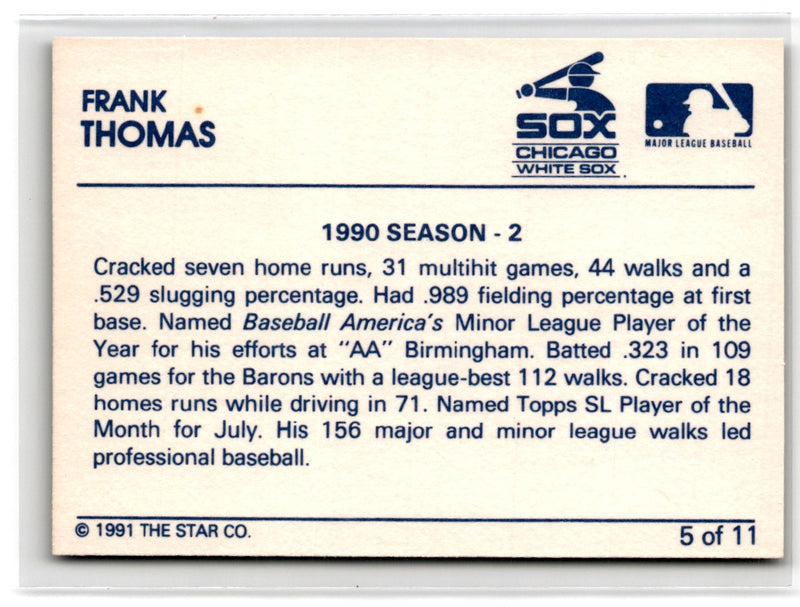 FRANK
THOMAS
SOX
CHICAGO
WHITE SOX
MAJOR LEAGUE BASEBALL
1990 SEASON - 2
Cracked seven home runs, 31 multihit games, 44 walks and a
.529 slugging percentage. Had .989 fielding percentage at first
base. Named Baseball America's Minor League Player of the
Year for his efforts at "AA" Birmingham. Batted .323 in 109
games for the Barons with a league-best 112 walks. Cracked 18
homes runs while driving in 71. Named Topps SL Player of the
Month for July. His 156 major and minor league walks led
professional baseball.
© 1991 THE STAR CO.
5 of 11